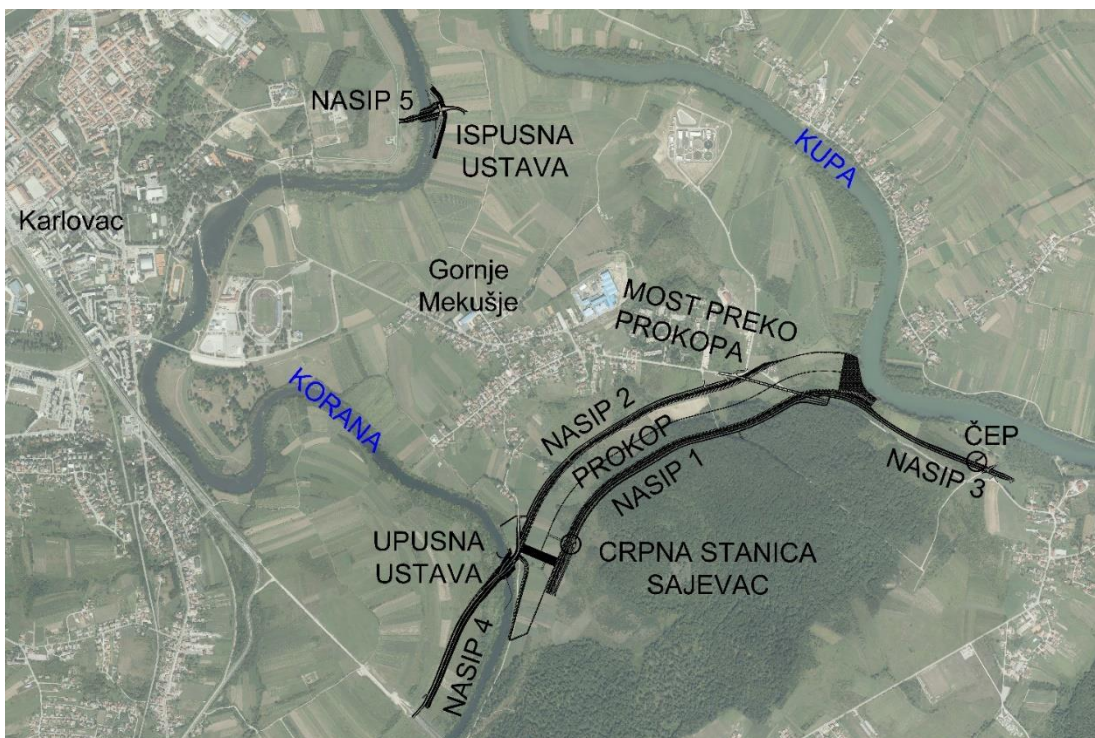 NASIP 5
ISPUSNA
USTAVA
KUPA
Karlovac
Gornje
Mekušje
MOST PREKO
PROKOPA
KORANA
NASIP 2
PROKOP
NASIP 1
ČEP
NASIP 3
UPUSNA
USTAVA
CRPNA STANICA
SAJEVAC
NASIP 4